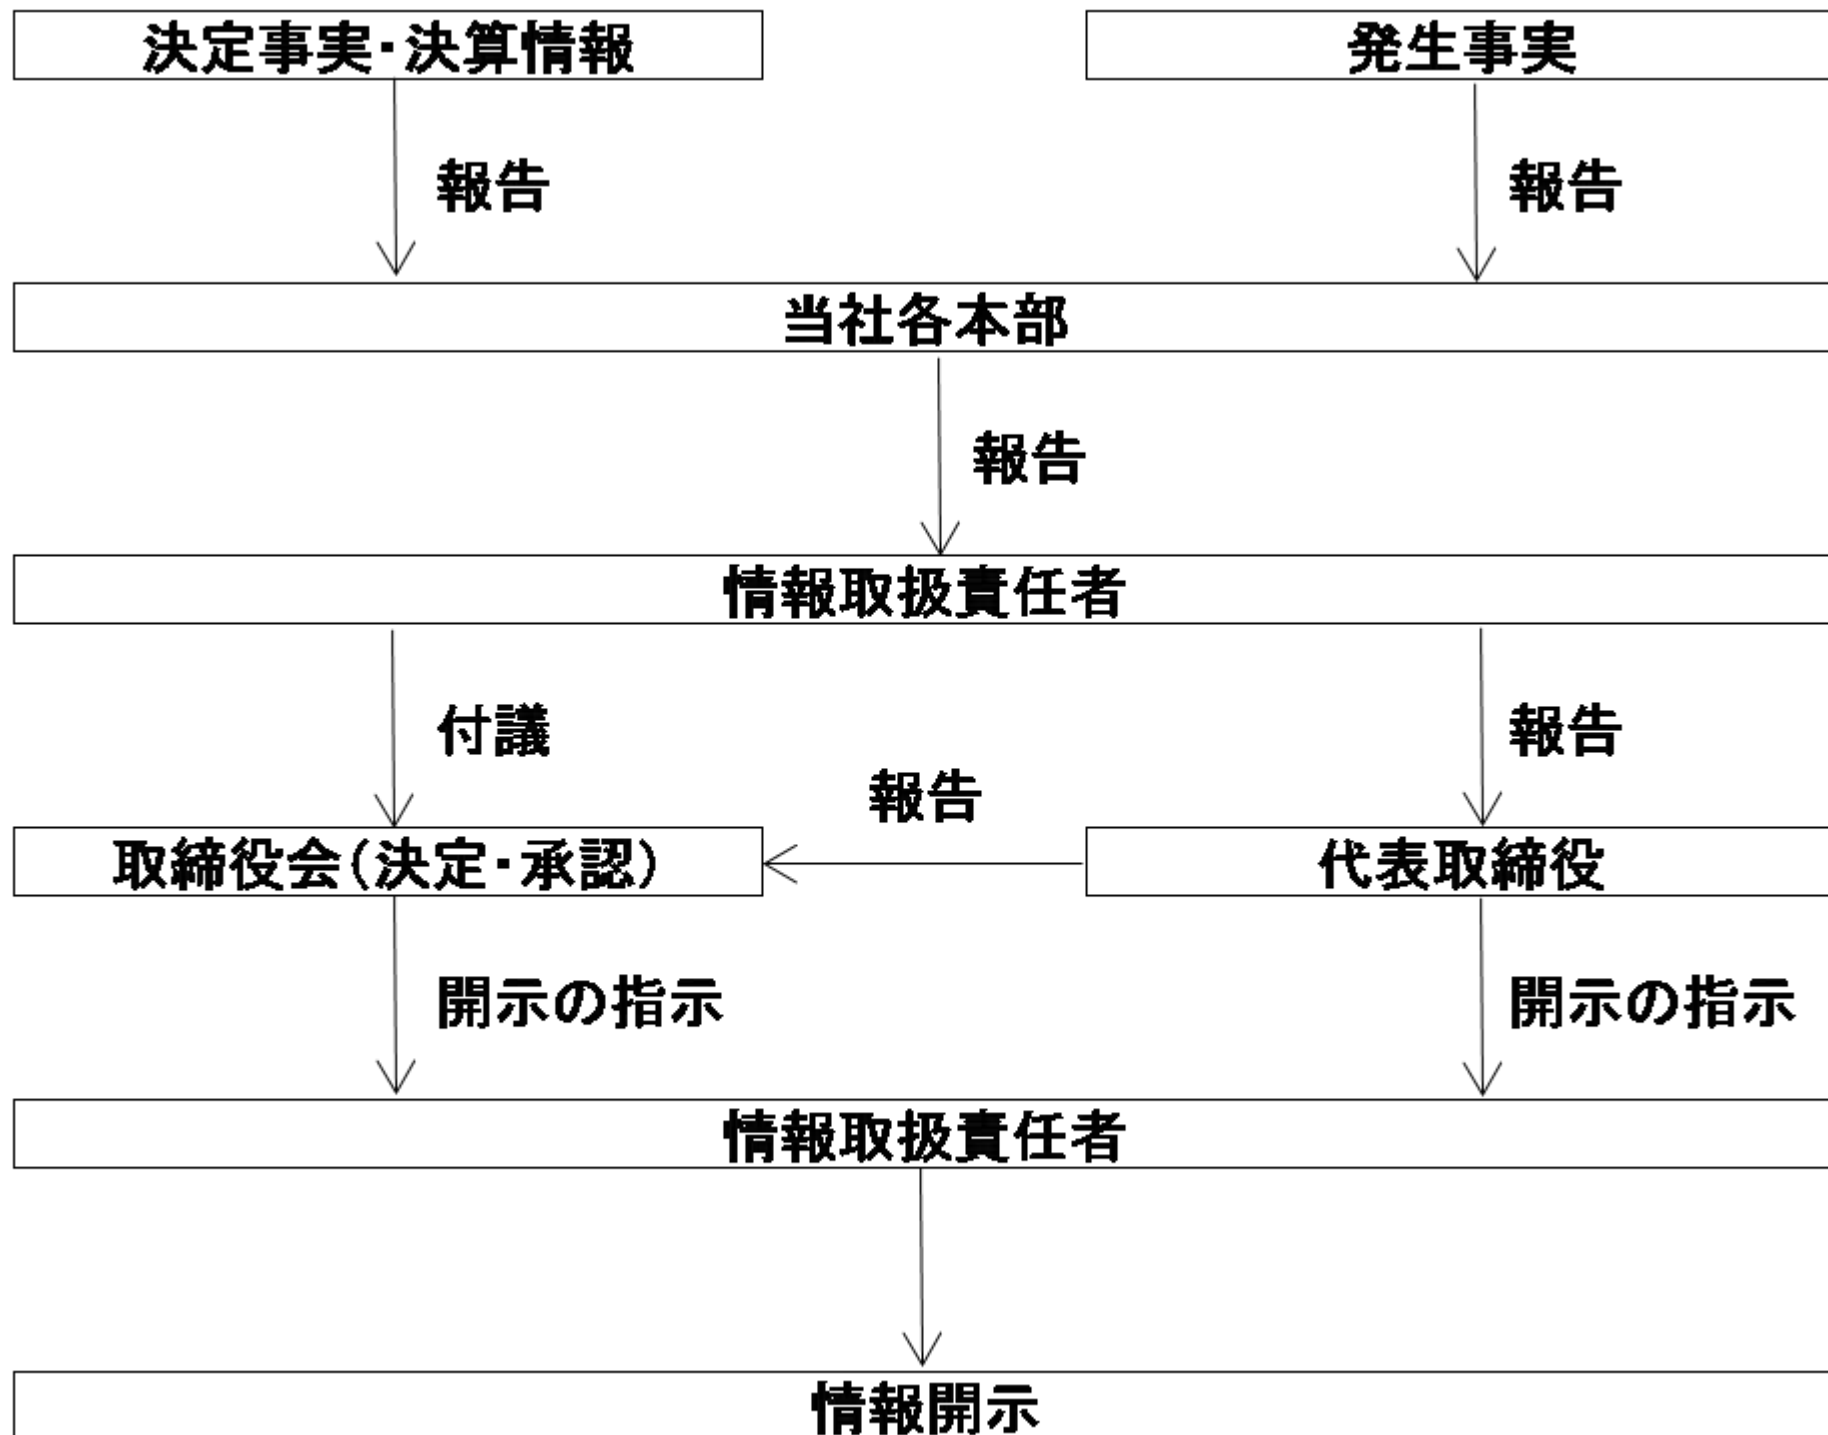 決定事実・決算情報
発生事実
報告
報告
当社各本部
報告
情報取扱責任者
付議
報告
報告
取締役会(決定・承認)
代表取締役
開示の指示
開示の指示
情報取扱責任者
情報開示